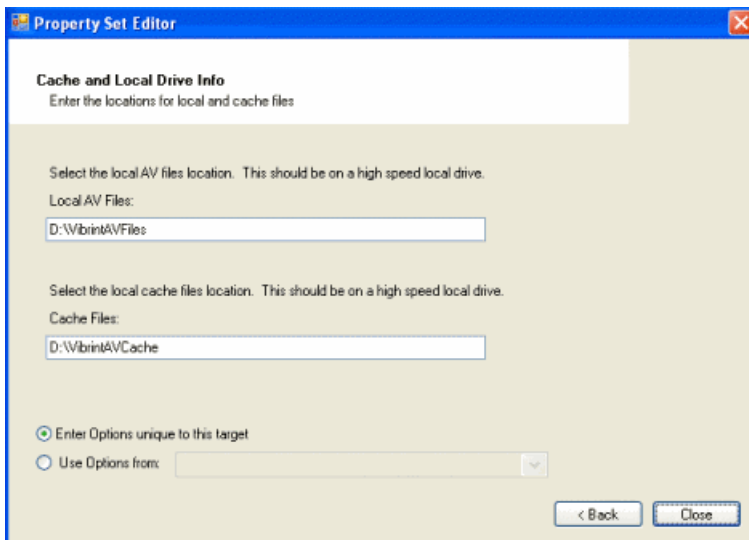 Property Set Editor
Cache and Local Drive Info
Enter the locations for local and cache files
Select the local AV files location. This should be on a high speed local drive.
Local AV Files:
D:\VibrintAVFiles
Select the local cache files location. This should be on a high speed local drive.
Cache Files:
D:\VibrintAVCache
Enter Options unique to this target
Use Options from:
< Back Close